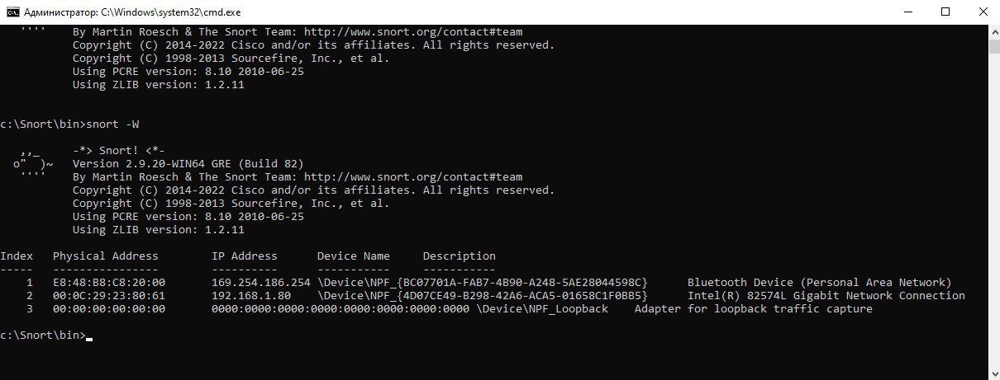 Администратор: C:\Windows\system32\cmd.exe
'''' By Martin Roesch & The Snort Team: http://www.snort.org/contact#team
Copyright (C) 2014-2022 Cisco and/or its affiliates. All rights reserved.
Copyright (C) 1998-2013 Sourcefire, Inc., et al.
Using PCRE version: 8.10 2010-06-25
Using ZLIB version: 1.2.11
c:\Snort\bin>snort -W
,,_ -*> Snort! <*-
o"  )~ Version 2.9.20-WIN64 GRE (Build 82)
'''' By Martin Roesch & The Snort Team: http://www.snort.org/contact#team
Copyright (C) 2014-2022 Cisco and/or its affiliates. All rights reserved.
Copyright (C) 1998-2013 Sourcefire, Inc., et al.
Using PCRE version: 8.10 2010-06-25
Using ZLIB version: 1.2.11
Index Physical Address IP Address Device Name Description
----- ---------------- ---------- ----------- -----------
1 E8:48:B8:C8:20:00 169.254.186.254 \Device\NPF_{BC07701A-FAB7-4B90-A248-5AE28044598C} Bluetooth Device (Personal Area Network)
2 00:0C:29:23:80:61 192.168.1.80 \Device\NPF_{4D07CE49-B298-42A6-ACA5-01658C1F0BB5} Intel(R) 82574L Gigabit Network Connection
3 00:00:00:00:00:00 0000:0000:0000:0000:0000:0000:0000:0000 \Device\NPF_Loopback Adapter for loopback traffic capture
c:\Snort\bin>